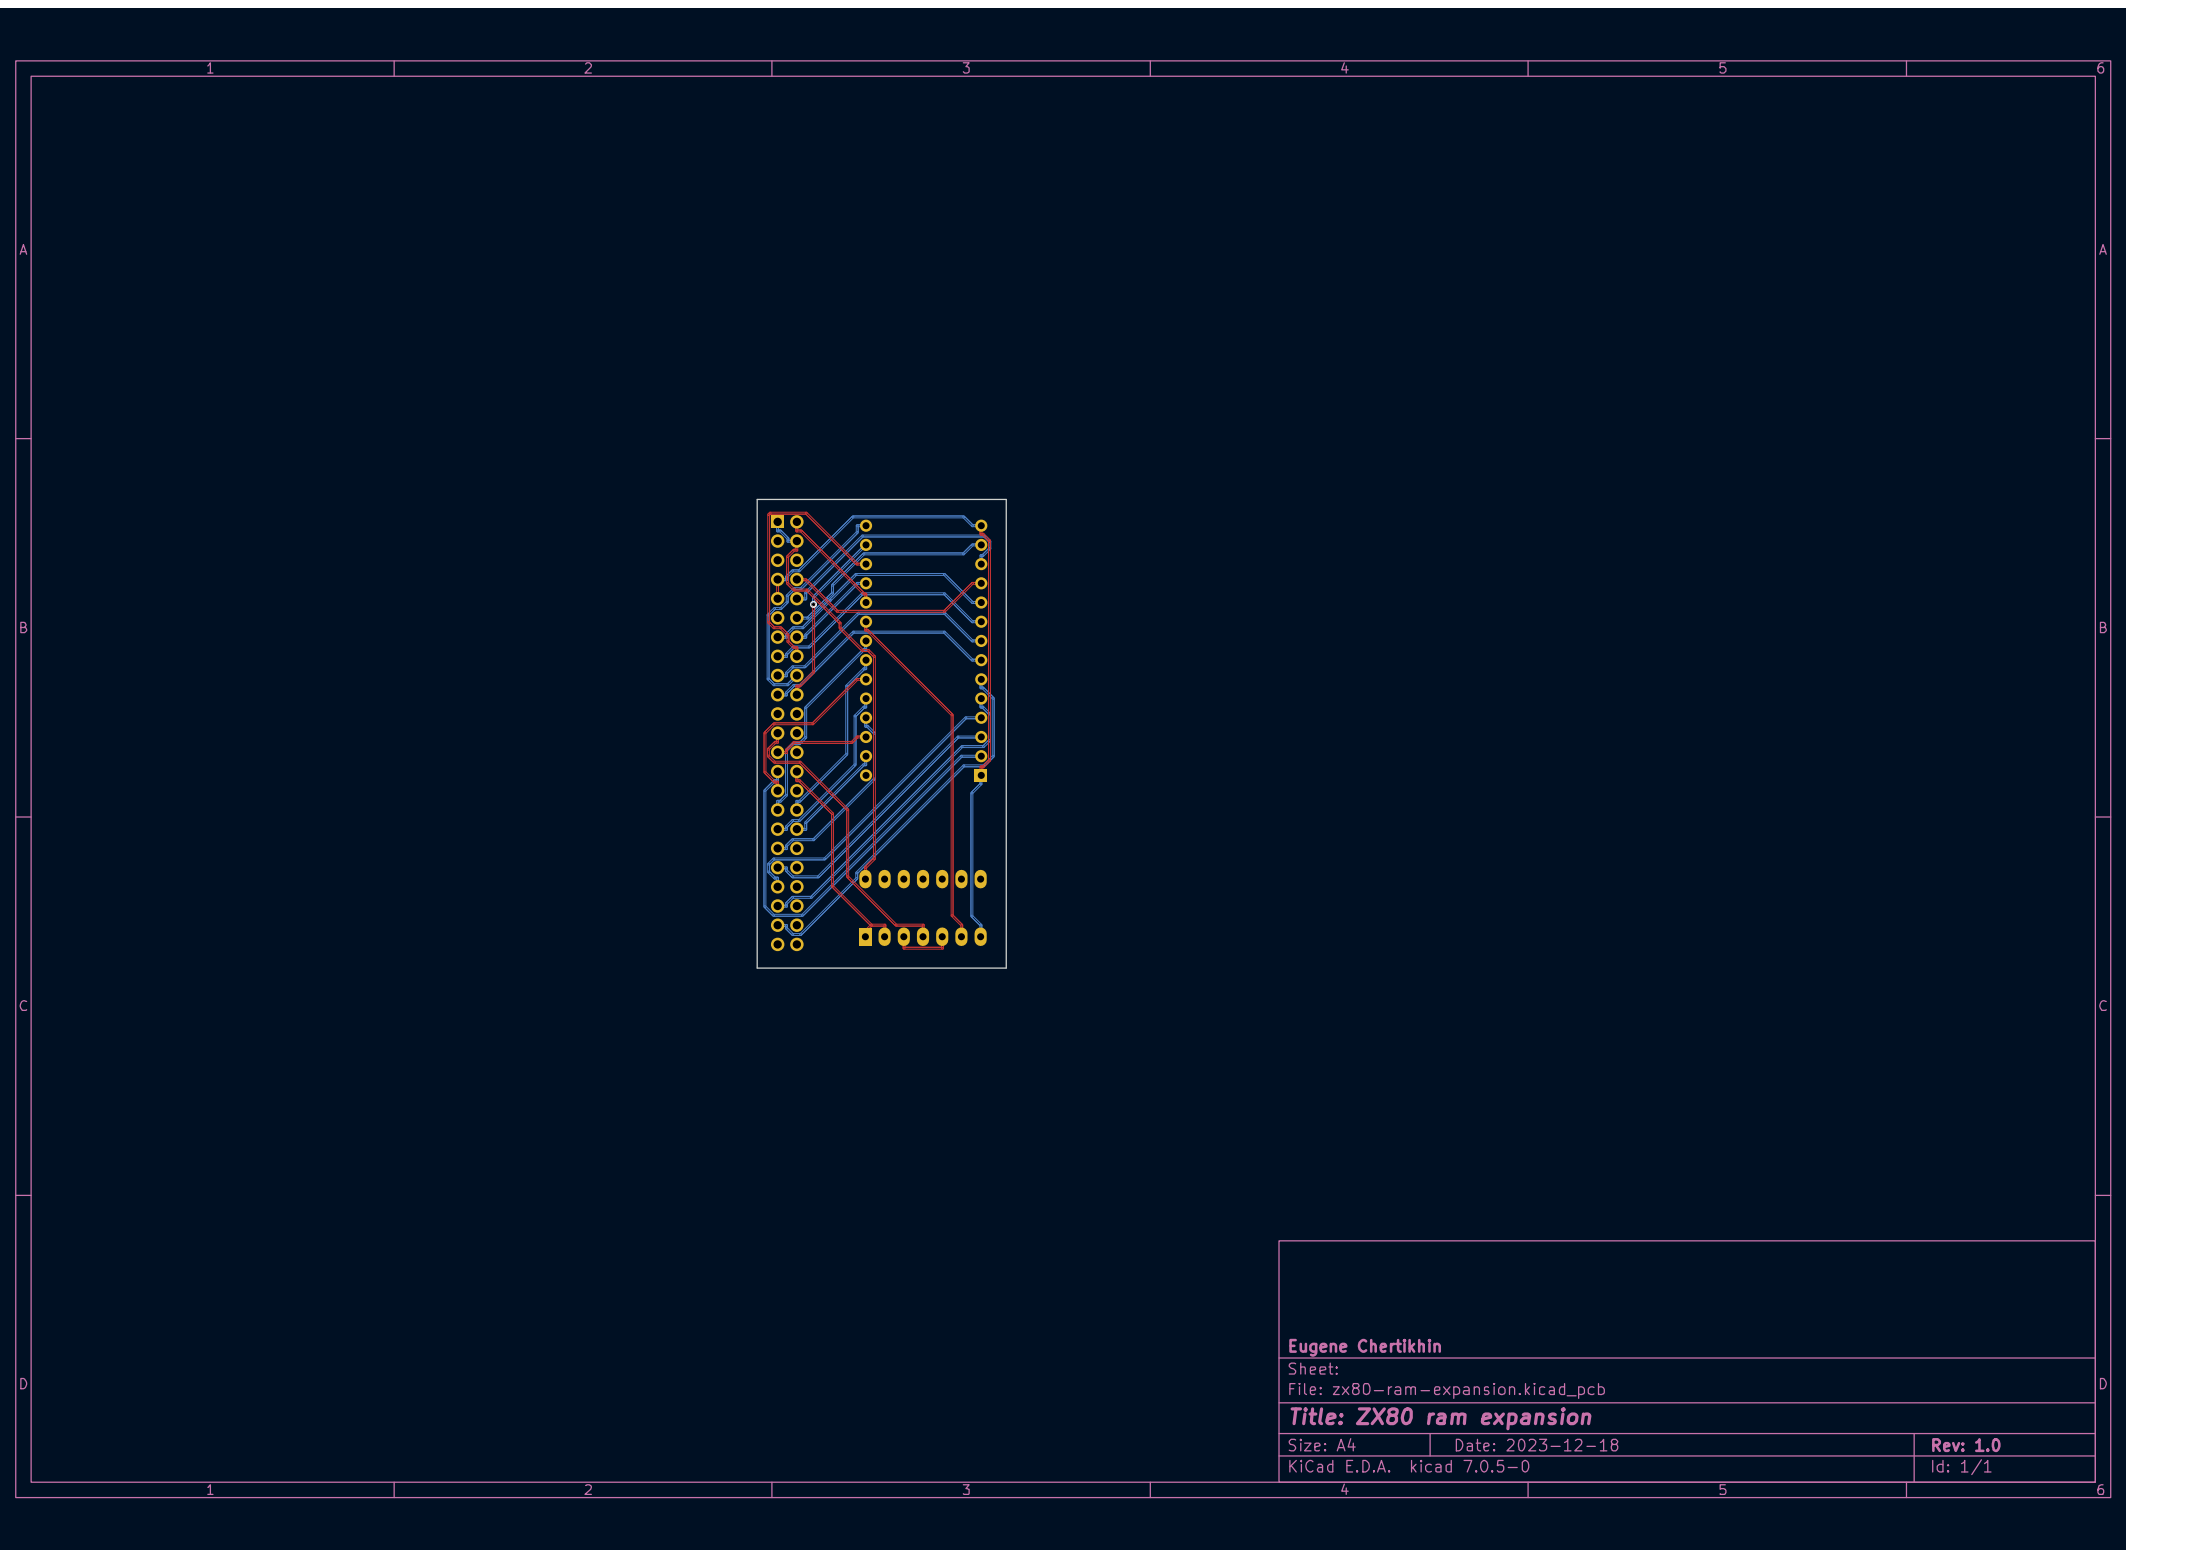 1 2 3 4 5 6
A A
B B
C C
D D
Eugene Chertikhin
Sheet:
File: zx80-ram-expansion.kicad_pcb
Title: ZX80 ram expansion
Size: A4 Date: 2023-12-18 Rev: 1.0
KiCad E.D.A. kicad 7.0.5-0 Id: 1/1
1 2 3 4 5 6